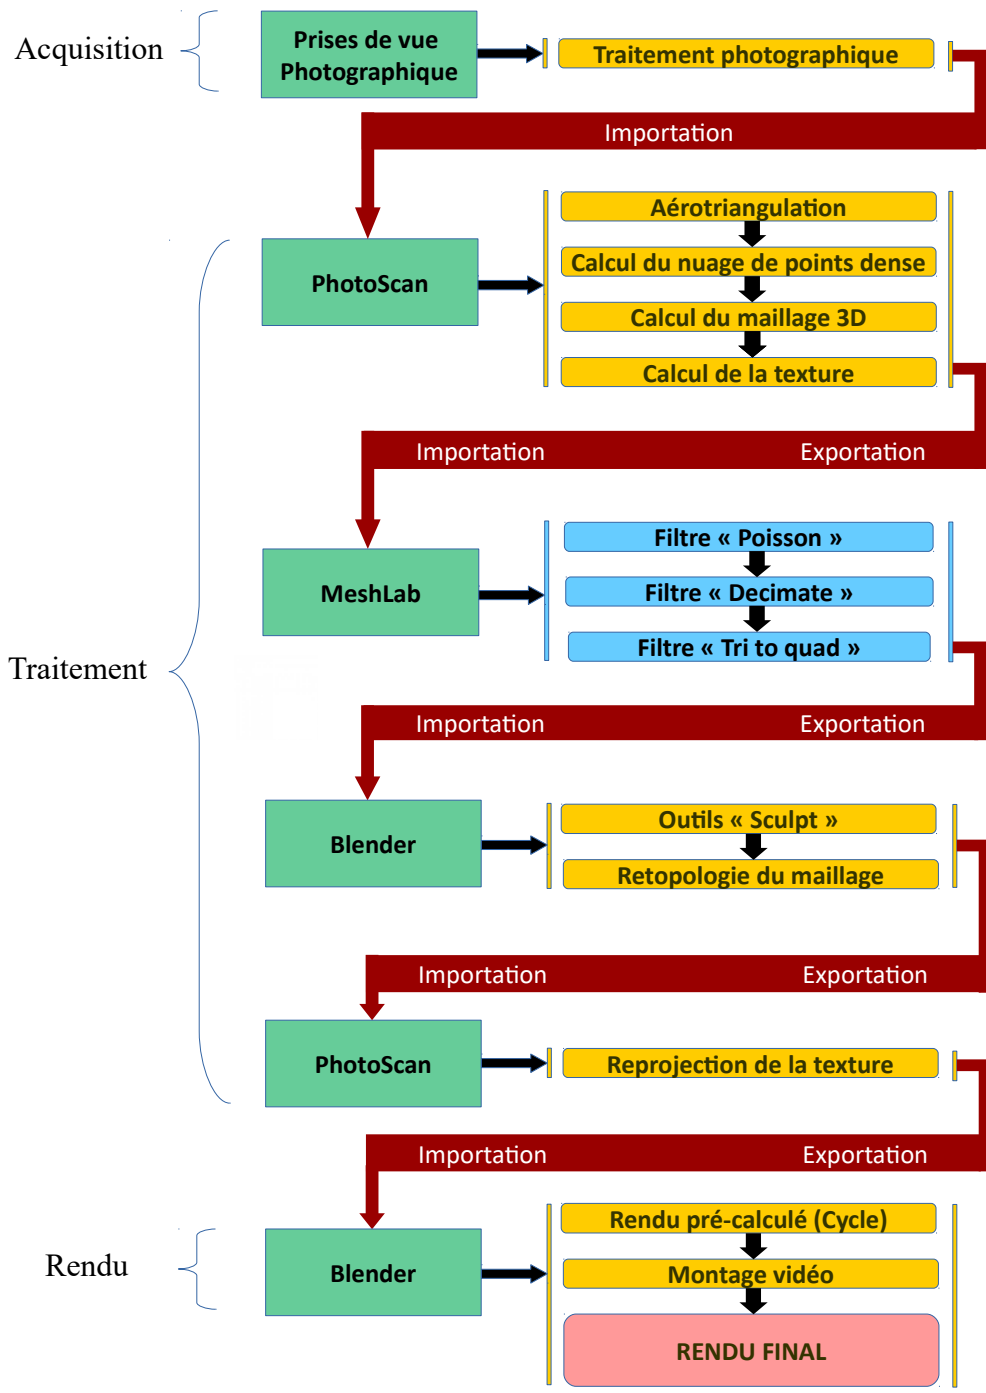 Acquisition
Prises de vue
Photographique
Traitement photographique
Importation
Aérotriangulation
PhotoScan
Calcul du nuage de points dense
Calcul du maillage 3D
Calcul de la texture
Importation
Exportation
Filtre « Poisson »
MeshLab
Filtre « Decimate »
Filtre « Tri to quad »
Traitement
Importation
Exportation
Outils « Sculpt »
Blender
Retopologie du maillage
Importation
Exportation
PhotoScan
Reprojection de la texture
Importation
Exportation
Rendu pré-calculé (Cycle)
Rendu
Blender
Montage vidéo
RENDU FINAL